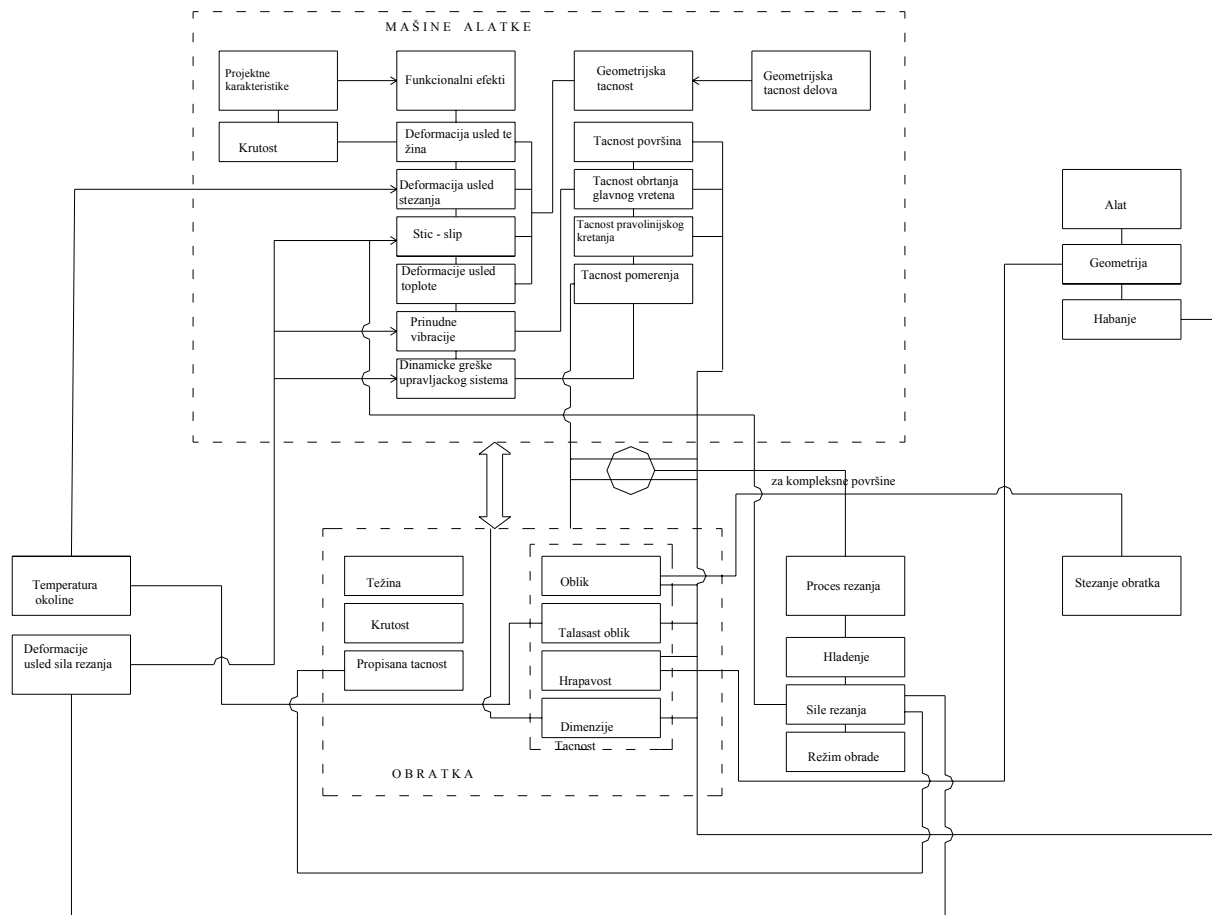 MAŠINE ALATKE
Projektne
karakteristike
Funkcionalni efekti
Geometrijska
tacnost
Geometrijska
tacnost delova
Krutost
Deformacija usled te
žina
Tacnost površina
Deformacija usled
stezanja
Tacnost obrtanja
glavnog vretena
Stic - slip
Tacnost pravolinijskog
kretanja
Deformacije usled
toplote
Tacnost pomerenja
Prinudne
vibracije
Dinamicke greške
upravljackog sistema
Alat
Geometrija
Habanje
za kompleksne površine
Temperatura
okoline
Deformacije
usled sila rezanja
Težina
Krutost
Propisana tacnost
Oblik
Talasast oblik
Hrapavost
Dimenzije
Tacnost
OBRATKA
Proces rezanja
Hladenje
Sile rezanja
Režim obrade
Stezanje obratka